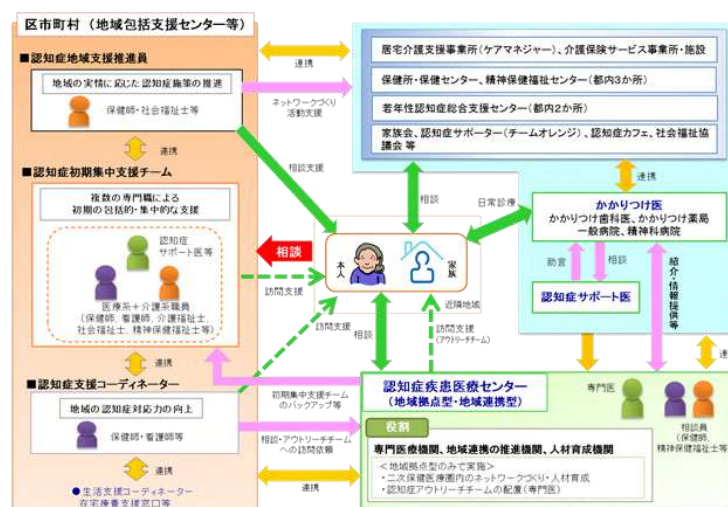 区市町村（地域包括支援センター等）
■認知症地域支援推進員
地域の実情に応じた認知症施策の推進
保健師・社会福祉士等
連携
■認知症初期集中支援チーム
複数の専門職による
初期の包括的・集中的な支援
認知症
サポート医等
医療系＋介護系職員
（保健師、看護師、介護福祉士、
社会福祉士、精神保健福祉士等）
連携
■認知症支援コーディネーター
地域の認知症対応力の向上
保健師・看護師等
連携
●生活支援コーディネーター
在宅療養支援窓口等
連携
ネットワークづくり
活動支援
相談支援
相談
訪問支援
訪問支援
初期集中支援チーム
のバックアップ等
相談・アウトリーチチーム
への訪問依頼
連携
居宅介護支援事業所（ケアマネジャー）、介護保険サービス事業所・施設
保健所・保健センター、精神保健福祉センター（都内3か所）
若年性認知症総合支援センター（都内2か所）
家族会、認知症サポーター（チームオレンジ）、認知症カフェ、社会福祉協
議会 等
相談
日常診療
連携
本人
家族
近隣地域
相談
訪問支援
（アウトリーチチーム）
かかりつけ医
かかりつけ歯科医、かかりつけ薬局
一般病院、精神科病院
助言
相談
認知症サポート医
紹介・情報提供等
連
認知症疾患医療センター
（地域拠点型・地域連携型）
専門医
相談員
（保健師、
精神保健福祉士等）
役割
専門医療機関、地域連携の推進機関、人材育成機関
＜地域拠点型のみで実施＞
・二次保健医療圏内のネットワークづくり・人材育成
・認知症アウトリーチチームの配置（専門医）